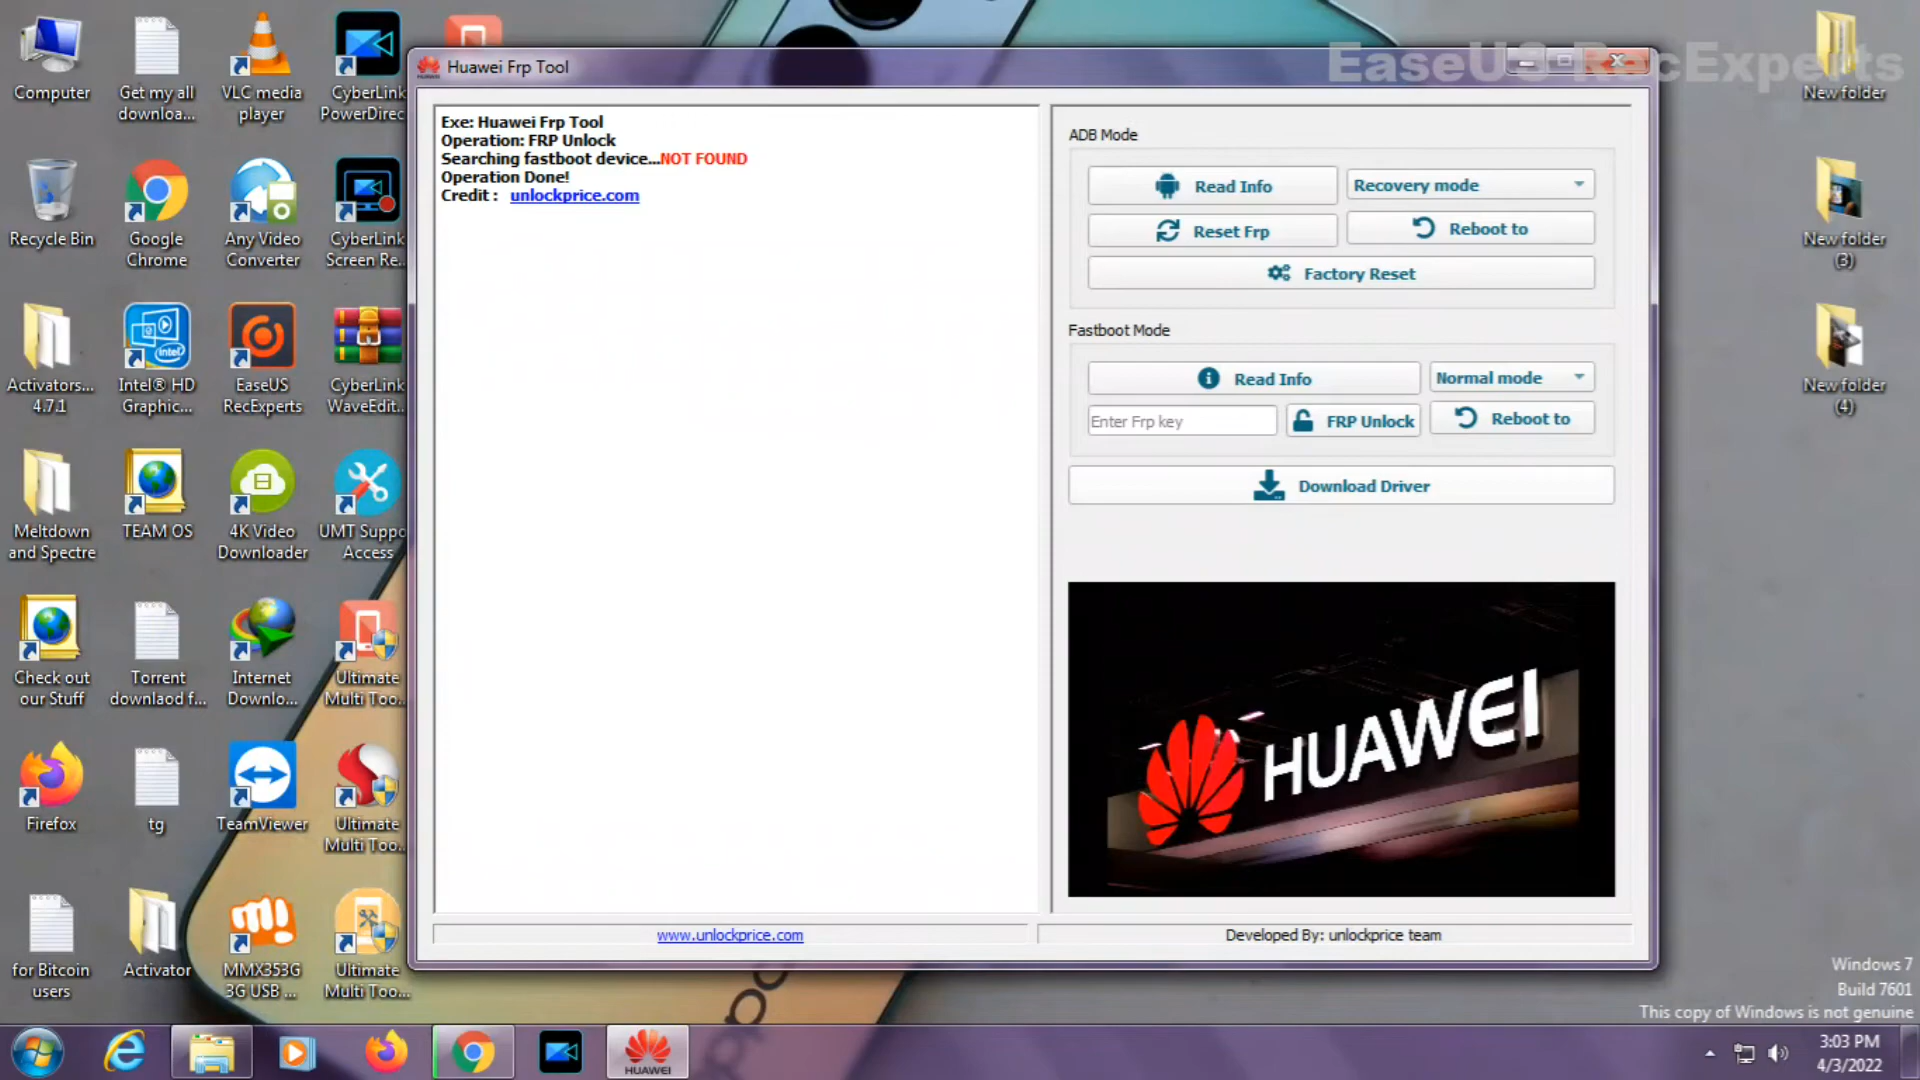 Computer
Get my all
downloa...
VLC media
player
CyberLink
PowerDirec
Recycle Bin
Google
Chrome
Any Video
Converter
CyberLink
Screen Re..
Activators...
4.7.1
Intel® HD
Graphic...
EaseUS
RecExperts
CyberLink
WaveEdit..
Meltdown
and Spectre
TEAM OS
4K Video
Downloader
UMT Suppo
Access
Check out
our Stuff
Torrent
downlaod f...
Internet
Downlo...
Ultimate
Multi Too..
Firefox
tg
TeamViewer
Ultimate
Multi Too..
for Bitcoin
users
Activator
MMX353G
3G USB ...
Ultimate
Multi Too...
HUAWEI
Huawei Frp Tool
EaseUS RecExperts
Exe: Huawei Frp Tool
Operation: FRP Unlock
Searching fastboot device...NOT FOUND
Operation Done!
Credit : unlockprice.com
ADB Mode
Read Info
Recovery mode
Reset Frp
Reboot to
Factory Reset
Fastboot Mode
Read Info
Normal mode
Enter Frp key
FRP Unlock
Reboot to
Download Driver
HUAWEI
www.unlockprice.com
Developed By: unlockprice team
New folder
New folder
(3)
New folder
(4)
oppo
Windows 7
Build 7601
This copy of Windows is not genuine
HUAWEI
3:03 PM
4/3/2022